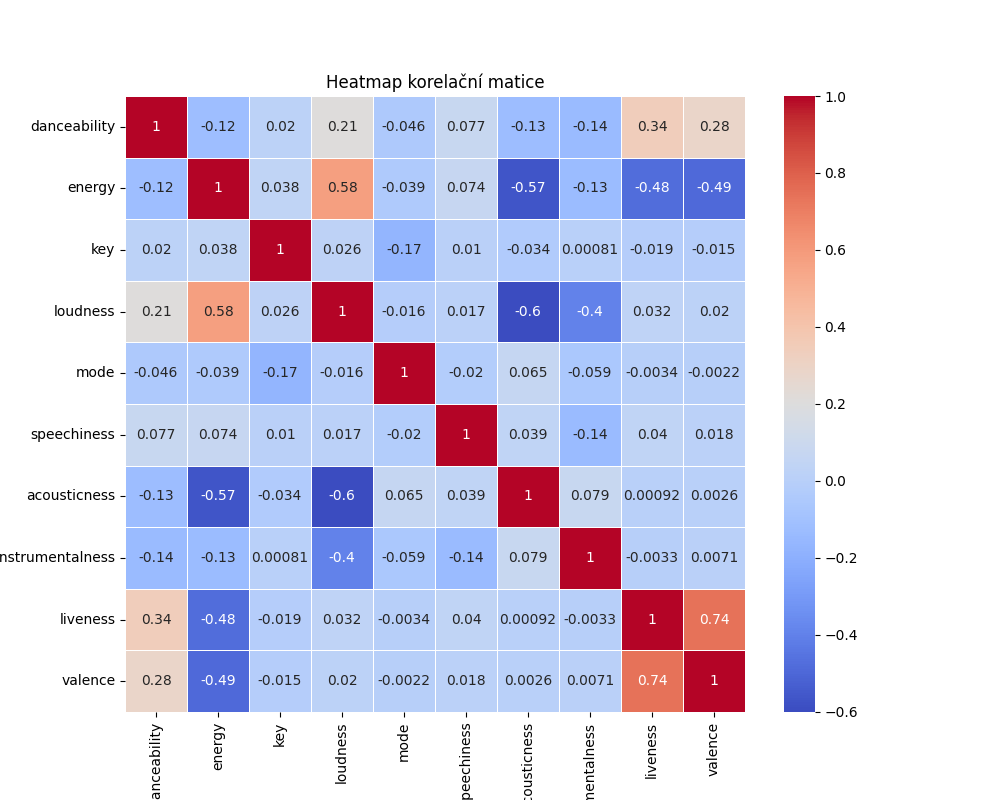 Heatmap korelační matice
danceability 1 -0.12 0.02 0.21 -0.046 0.077 -0.13 -0.14 0.34 0.28
energy -0.12 1 0.038 0.58 -0.039 0.074 -0.57 -0.13 -0.48 -0.49
key 0.02 0.038 1 0.026 -0.17 0.01 -0.034 0.00081 -0.019 -0.015
loudness 0.21 0.58 0.026 1 -0.016 0.017 -0.6 -0.4 0.032 0.02
mode -0.046 -0.039 -0.17 -0.016 1 -0.02 0.065 -0.059 -0.0034 -0.0022
speechiness 0.077 0.074 0.01 0.017 -0.02 1 0.039 -0.14 0.04 0.018
acousticness -0.13 -0.57 -0.034 -0.6 0.065 0.039 1 0.079 0.00092 0.0026
nstrumentalness -0.14 -0.13 0.00081 -0.4 -0.059 -0.14 0.079 1 -0.0033 0.0071
liveness 0.34 -0.48 -0.019 0.032 -0.0034 0.04 0.00092 -0.0033 1 0.74
valence 0.28 -0.49 -0.015 0.02 -0.0022 0.018 0.0026 0.0071 0.74 1
anceability
energy
key
loudness
mode
peechiness
cousticness
mentalness
liveness
valence
1.0
0.8
0.6
0.4
0.2
0.0
−0.2
−0.4
−0.6